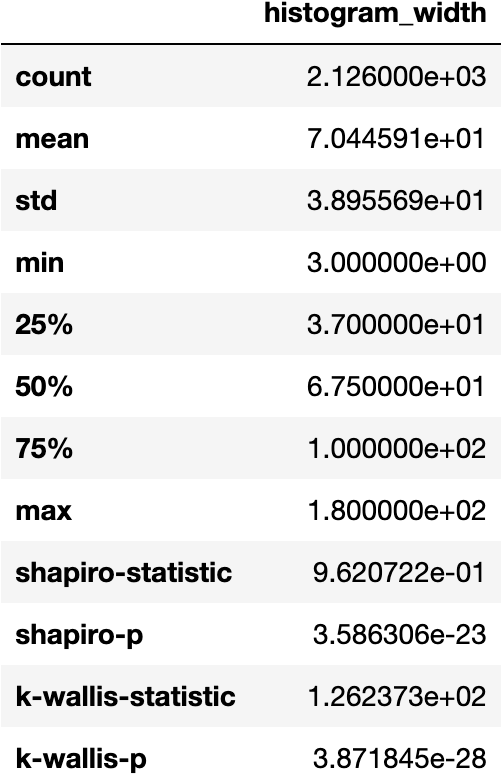 histogram_width
count 2.126000e+03
mean 7.044591e+01
std 3.895569e+01
min 3.000000e+00
25% 3.700000e+01
50% 6.750000e+01
75% 1.000000e+02
max 1.800000e+02
shapiro-statistic 9.620722e-01
shapiro-p 3.586306e-23
k-wallis-statistic 1.262373e+02
k-wallis-p 3.871845e-28